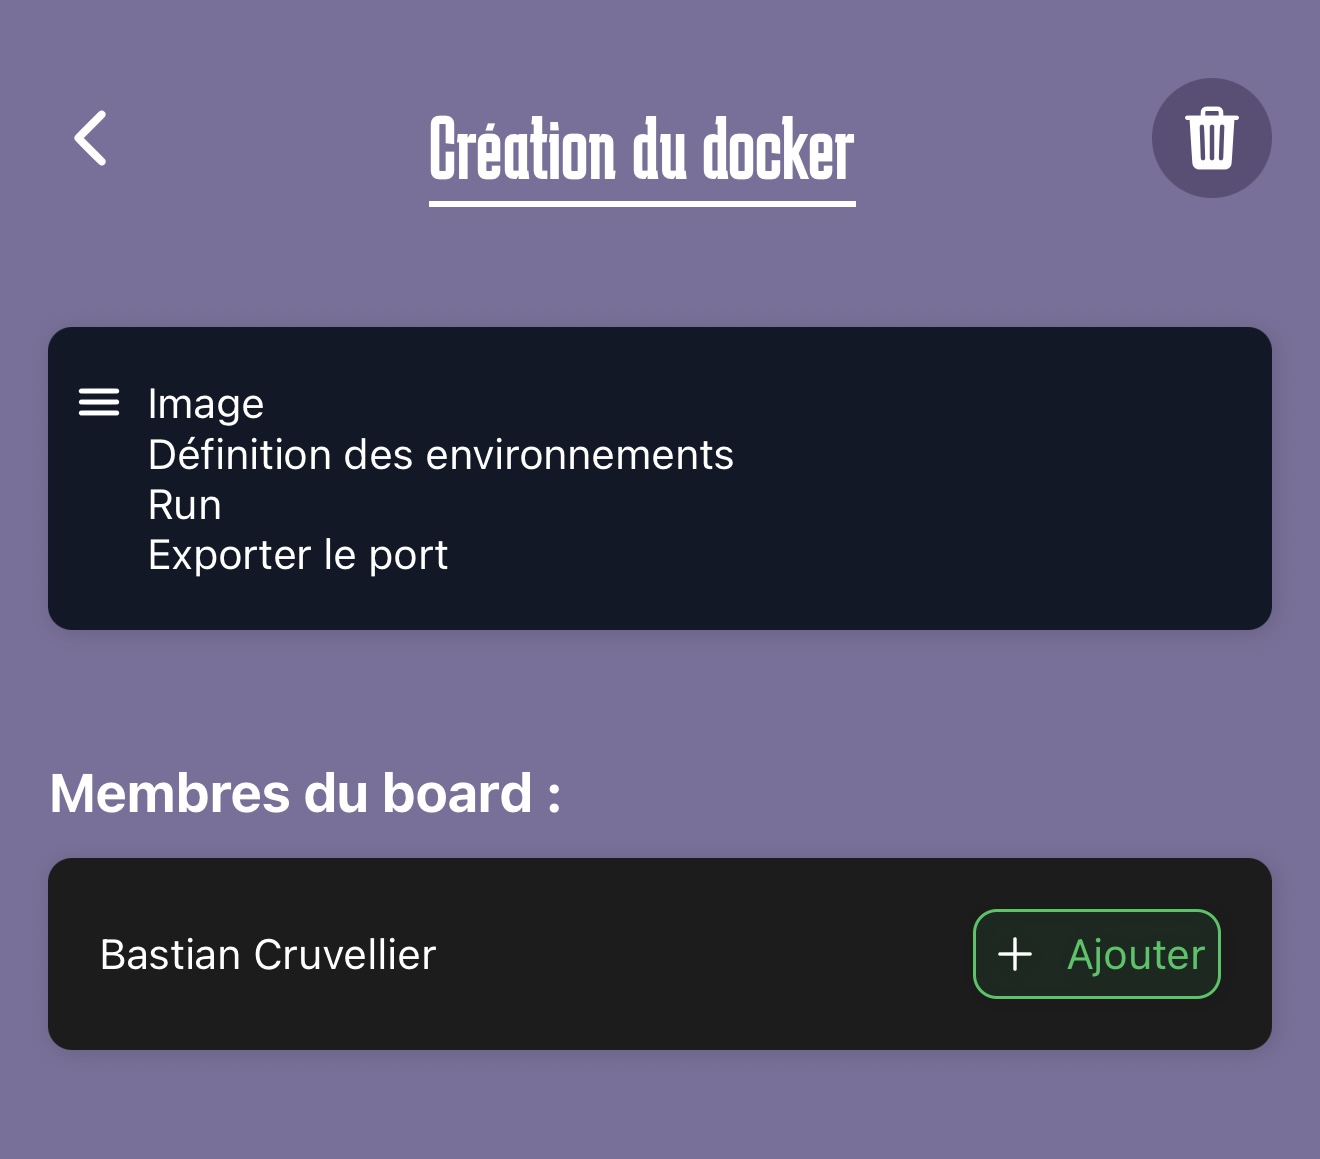 Création du docker
Image
Définition des environnements
Run
Exporter le port
Membres du board :
Bastian Cruvellier
Ajouter